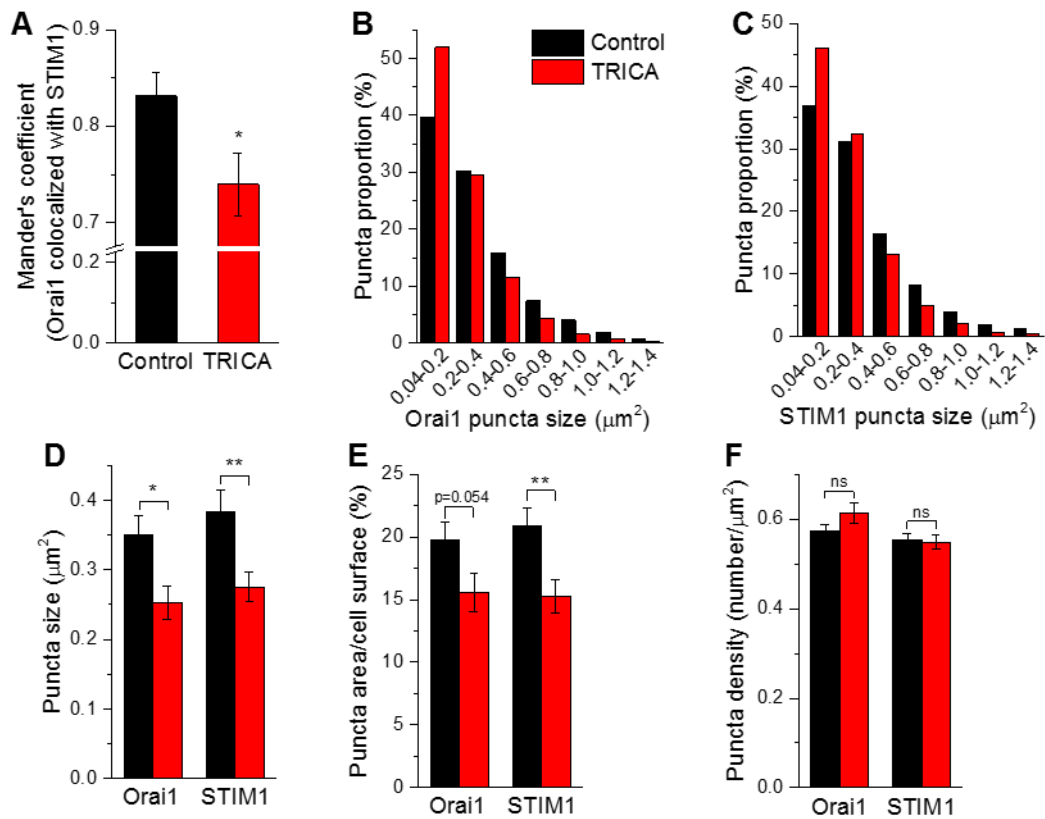 A
Mander's coefficient
(Orai1 colocalized with STIM1)
0.9
0.8
0.7
0.2
0.0
*
Control
TRICA
B
Puncta proportion (%)
50
40
30
20
10
0
Control
TRICA
0.04-0.2
0.2-0.4
0.4-0.6
0.6-0.8
0.8-1.0
1.0-1.2
1.2-1.4
Orai1 puncta size (μm²)
C
Puncta proportion (%)
50
40
30
20
10
0
0.04-0.2
0.2-0.4
0.4-0.6
0.6-0.8
0.8-1.0
1.0-1.2
1.2-1.4
STIM1 puncta size (μm²)
D
Puncta size (μm²)
0.4
0.3
0.2
0.1
0.0
*
**
Orai1
STIM1
E
Puncta area/cell surface (%)
25
20
15
10
5
0
p=0.054
**
Orai1
STIM1
F
Puncta density (number/μm²)
0.6
0.4
0.2
0.0
ns
ns
Orai1
STIM1